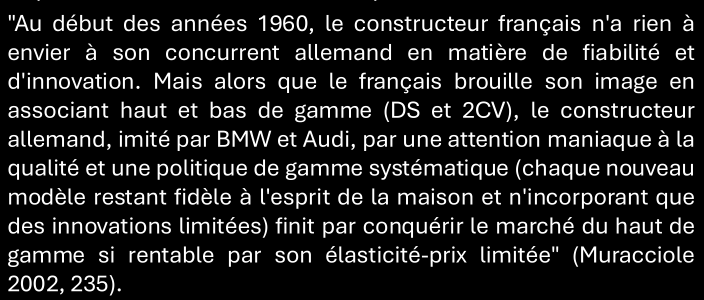 "Au début des années 1960, le constructeur français n'a rien à
envier à son concurrent allemand en matière de fiabilité et
d'innovation. Mais alors que le français brouille son image en
associant haut et bas de gamme (DS et 2CV), le constructeur
allemand, imité par BMW et Audi, par une attention maniaque à la
qualité et une politique de gamme systématique (chaque nouveau
modèle restant fidèle à l'esprit de la maison et n'incorporant que
des innovations limitées) finit par conquérir le marché du haut de
gamme si rentable par son élasticité-prix limitée" (Muracciole
2002, 235).